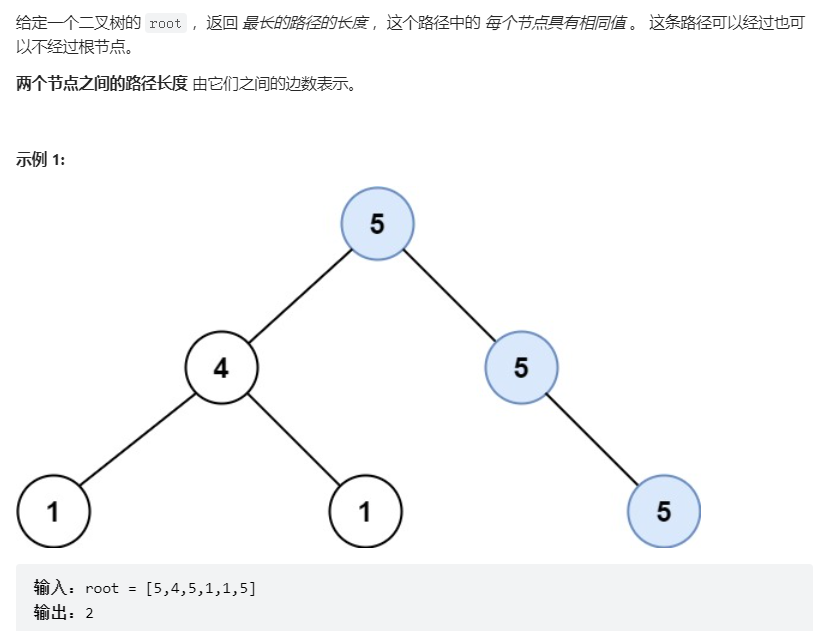 给定一个二叉树的 root ，返回 最长的路径的长度 ，这个路径中的 每个节点具有相同值 。 这条路径可以经过也可
以不经过根节点。
两个节点之间的路径长度 由它们之间的边数表示。
示例 1:
5
4
5
1
1
5
输入：root = [5,4,5,1,1,5]
输出：2